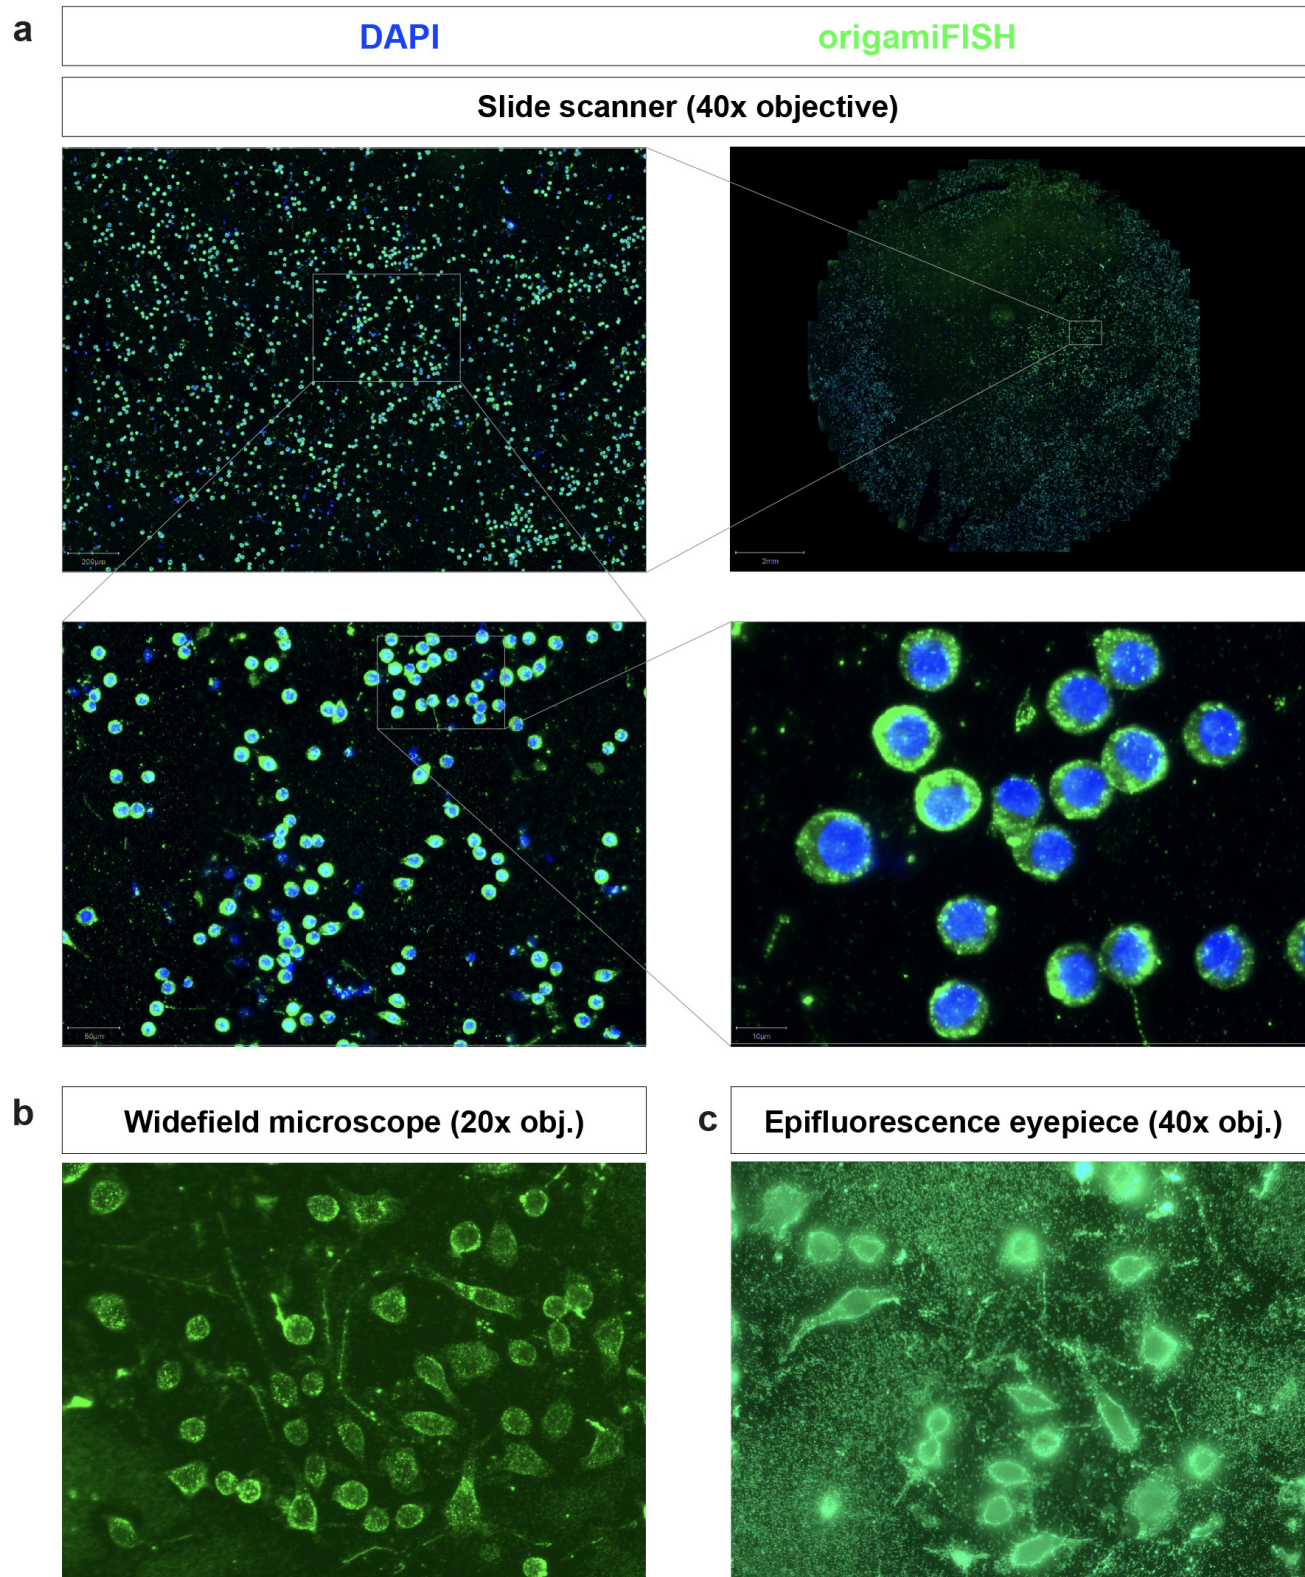 a
DAPI origamiFISH
Slide scanner (40x objective)
200µm
2mm
50µm
10µm
b
Widefield microscope (20x obj.)
c
Epifluorescence eyepiece (40x obj.)